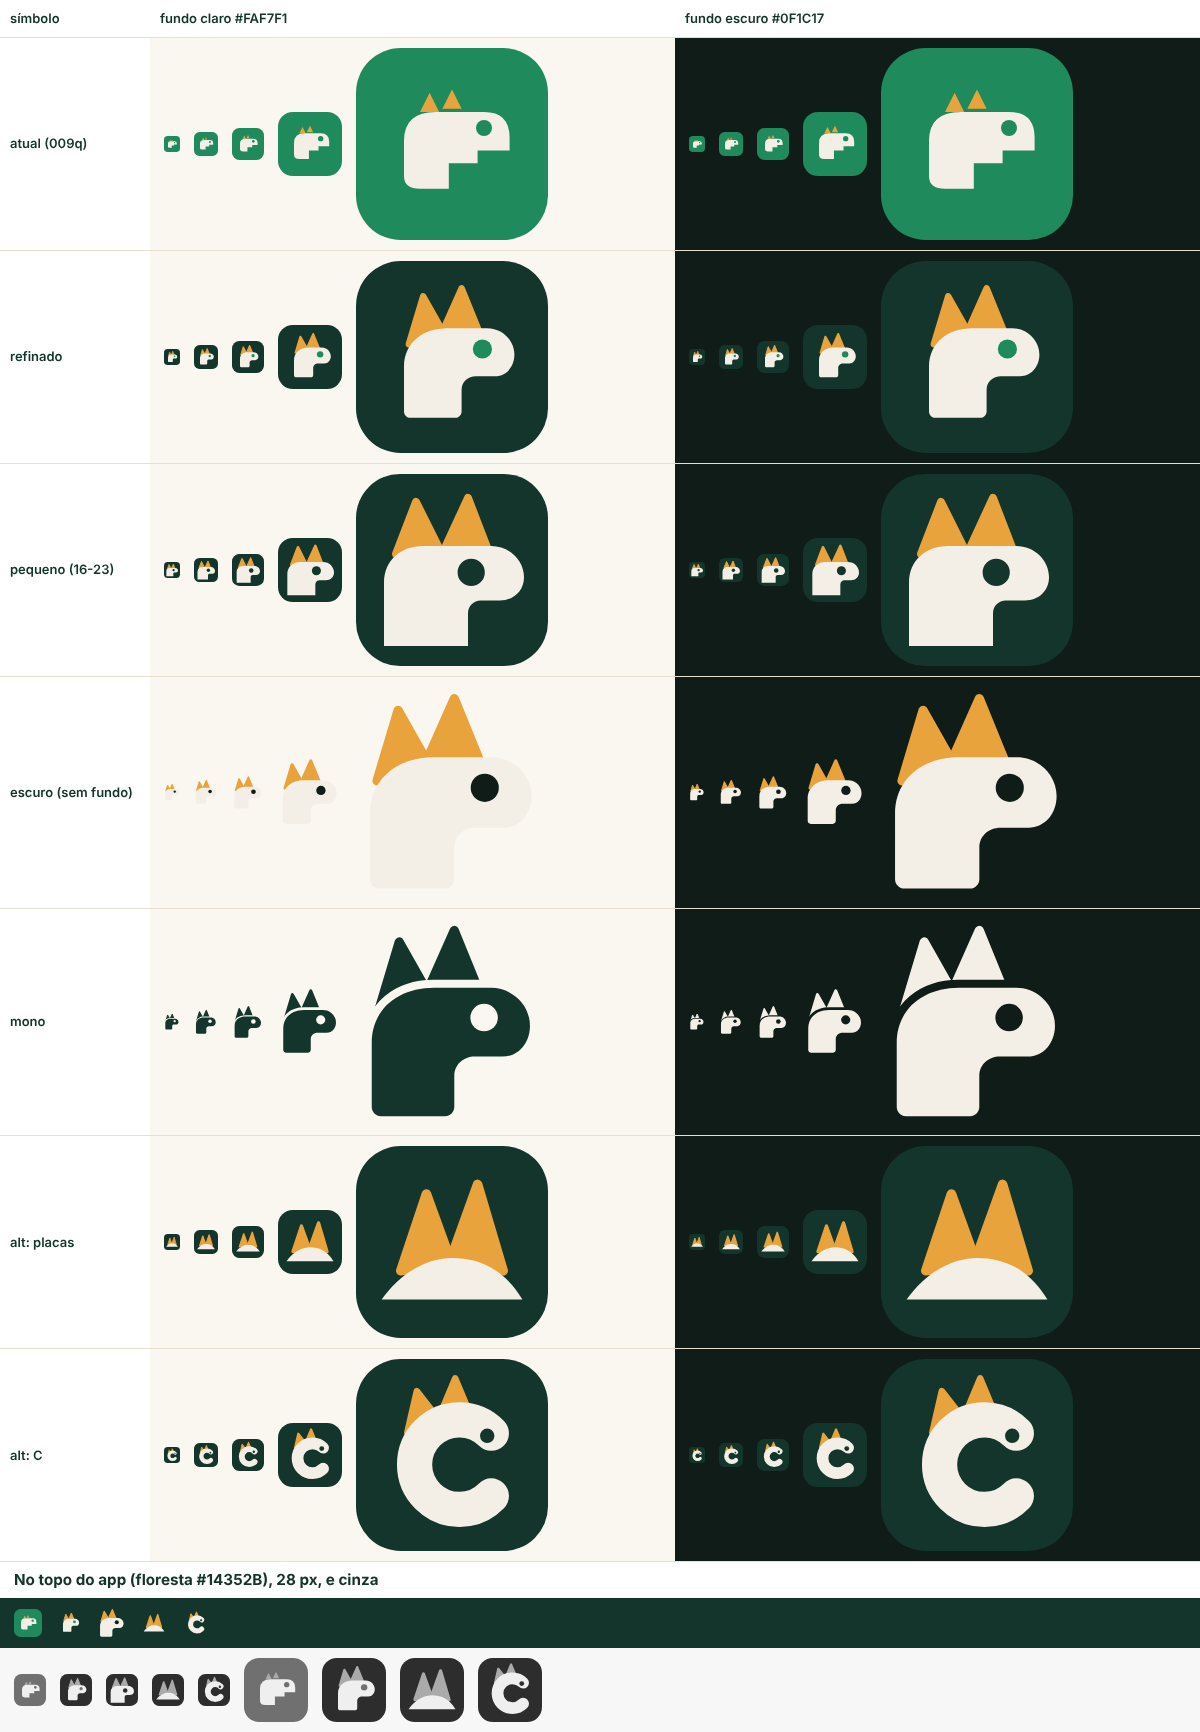 símbolo
fundo claro #FAF7F1
fundo escuro #0F1C17
atual (009q)
refinado
pequeno (16-23)
escuro (sem fundo)
mono
alt: placas
alt: C
No topo do app (floresta #14352B), 28 px, e cinza